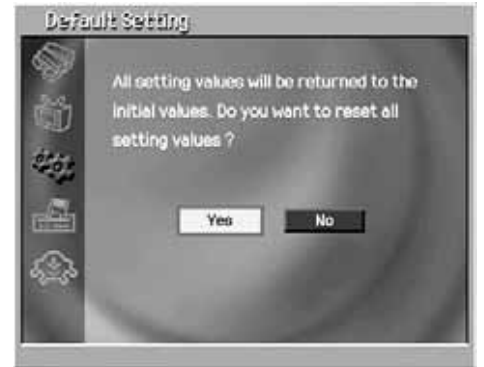 Default Setting
All setting values will be returned to the
initial values. Do you want to reset all
setting values ?
Yes No